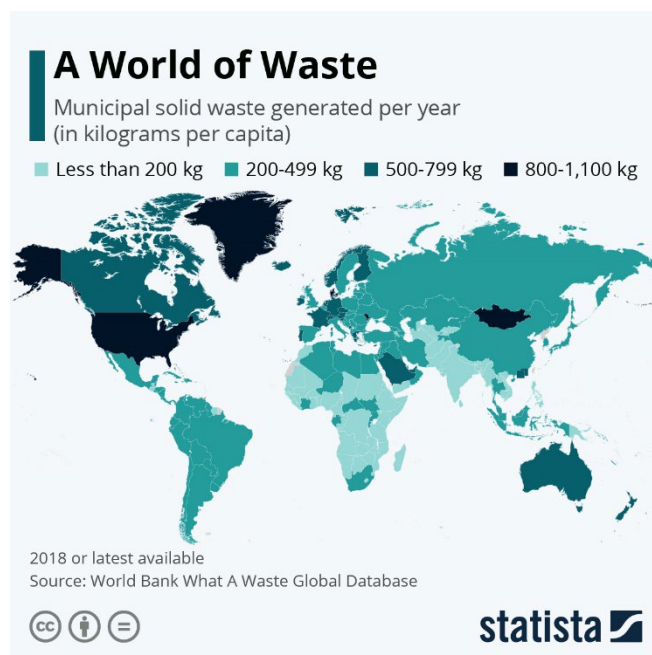 A World of Waste
Municipal solid waste generated per year
(in kilograms per capita)
Less than 200 kg 200-499 kg 500-799 kg 800-1,100 kg
2018 or latest available
Source: World Bank What A Waste Global Database
cc
statista